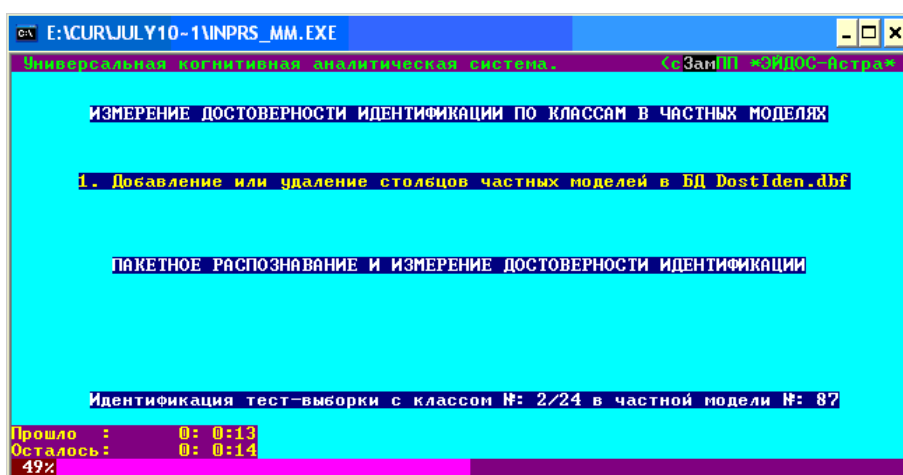 E:\CUR\JULY10~1\INPRS_MM.EXE
Универсальная когнитивная аналитическая система. (сЗамПП *ЭЙДОС-Астра*
ИЗМЕРЕНИЕ ДОСТОВЕРНОСТИ ИДЕНТИФИКАЦИИ ПО КЛАССАМ В ЧАСТНЫХ МОДЕЛЯХ
1. Добавление или удаление столбцов частных моделей в БД DostIden.dbf
ПАКЕТНОЕ РАСПОЗНАВАНИЕ И ИЗМЕРЕНИЕ ДОСТОВЕРНОСТИ ИДЕНТИФИКАЦИИ
Идентификация тест-выборки с классом №: 2/24 в частной модели №: 87
Прошло : 0: 0:13
Осталось: 0: 0:14
49%